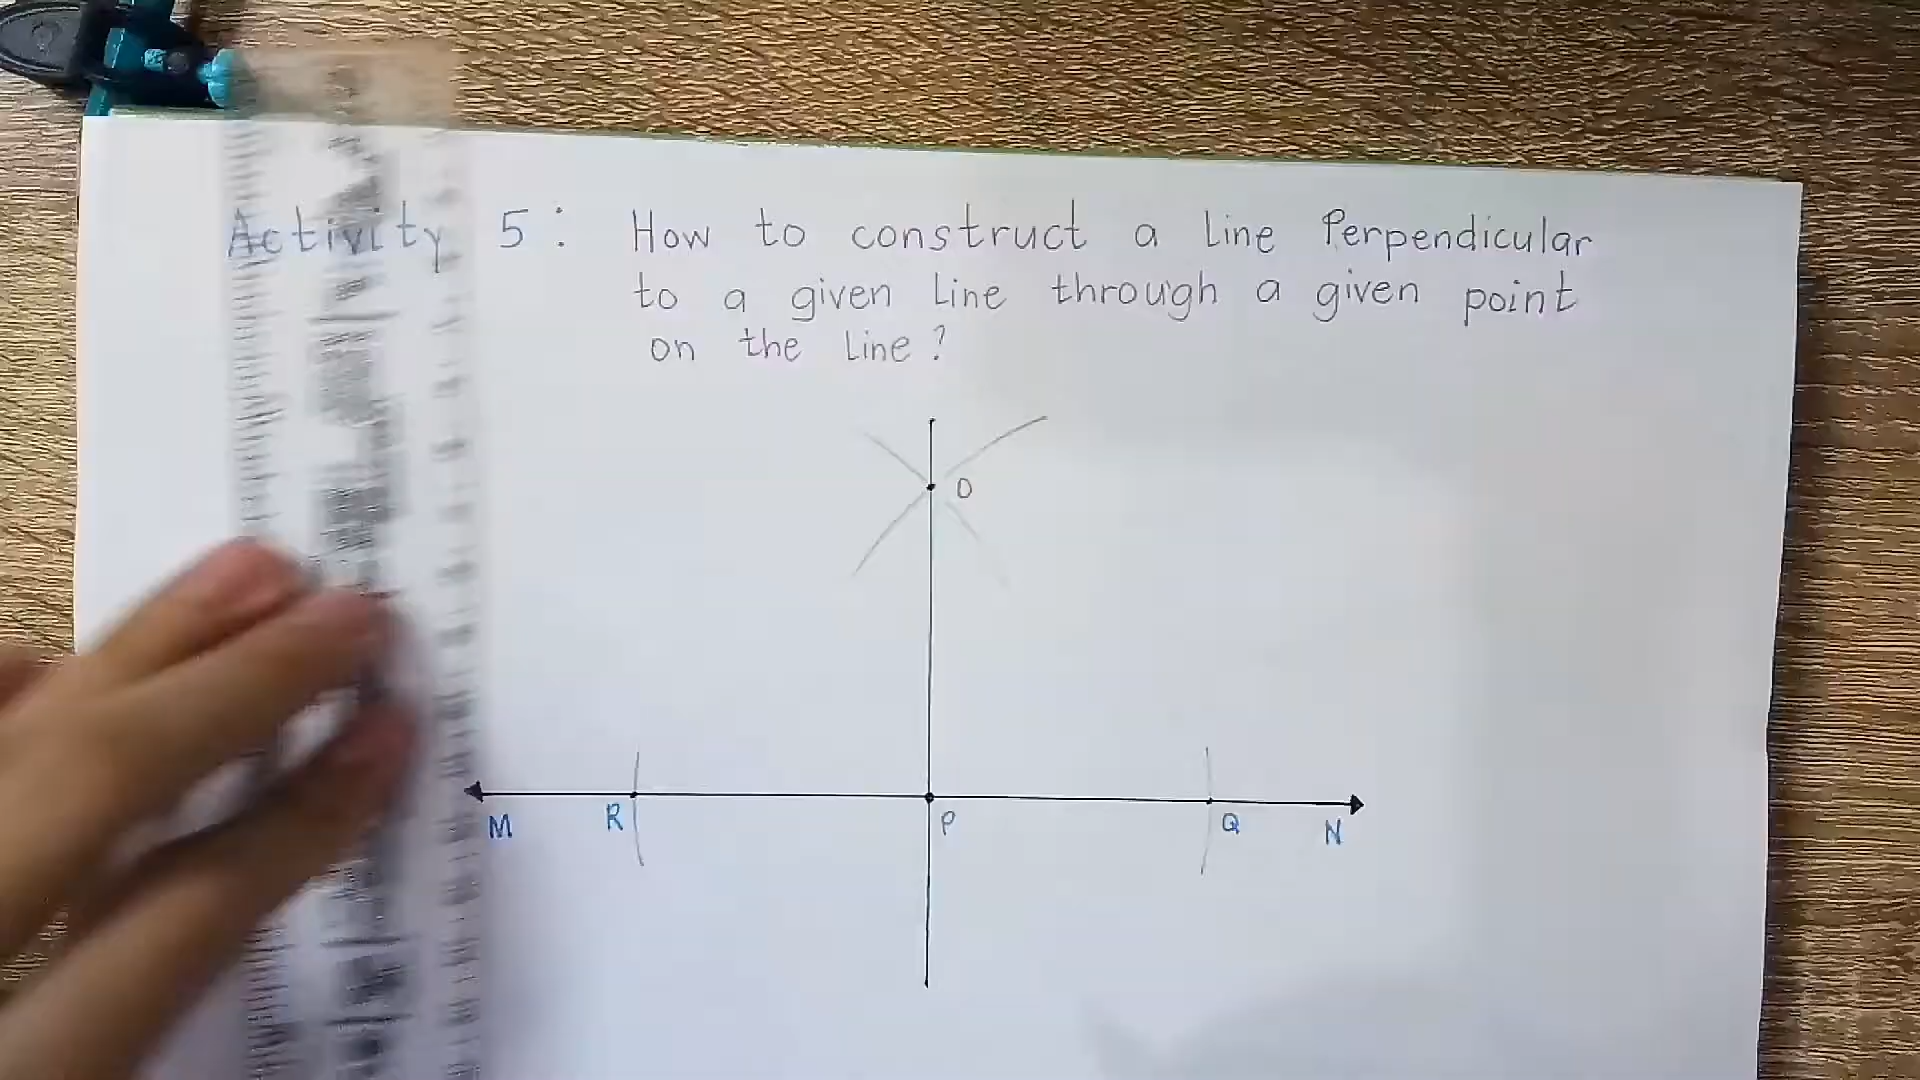 Activity 5: How to construct a line Perpendicular
to a given line through a given point
on the line?
O
M R P Q N